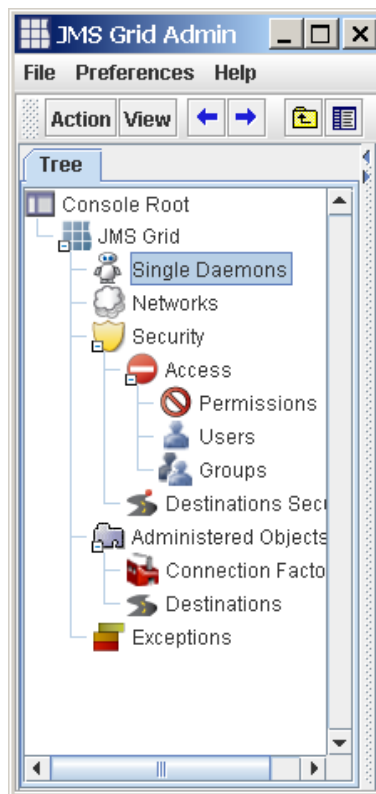 JMS Grid Admin
File Preferences Help
Action View
Tree
Console Root
JMS Grid
Single Daemons
Networks
Security
Access
Permissions
Users
Groups
Destinations Secu
Administered Objects
Connection Facto
Destinations
Exceptions